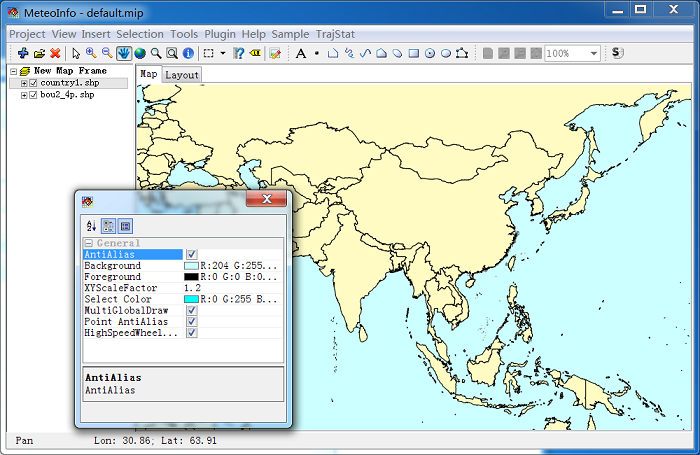 MeteoInfo - default.mip
Project View Insert Selection Tools Plugin Help Sample TrajStat
A 100% S
New Map Frame
country1.shp
bou2_4p.shp
Map Layout
General
AntiAlias
Background R:204 G:255...
Foreground R:0 G:0 B:0...
XYScaleFactor 1.2
Select Color R:0 G:255 B...
MultiGlobalDraw
Point AntiAlias
HighSpeedWheel...
AntiAlias
AntiAlias
Pan Lon: 30.86; Lat: 63.91